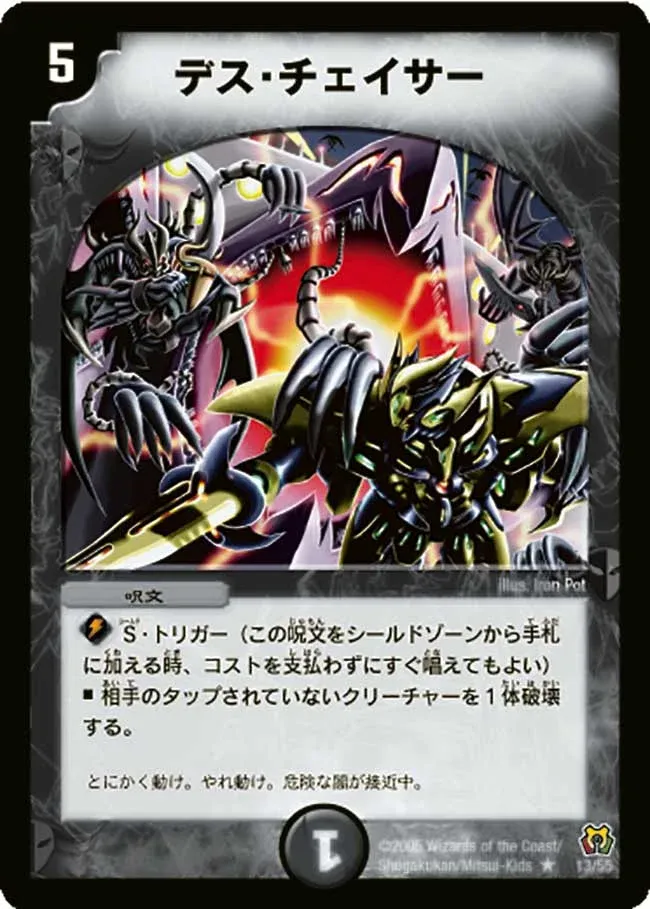 5
デス・チェイサー
illus. Iron Pot
呪文
S・トリガー（この呪文をシールドゾーンから手札
に加える時、コストを支払わずにすぐ唱えてもよい）
■ 相手のタップされていないクリーチャーを１体破壊
する。
とにかく動け。やれ動け。危険な闇が接近中。
1
©2005 Wizards of the Coast/
Shogakukan/Mitsui-Kids ★ 13/55